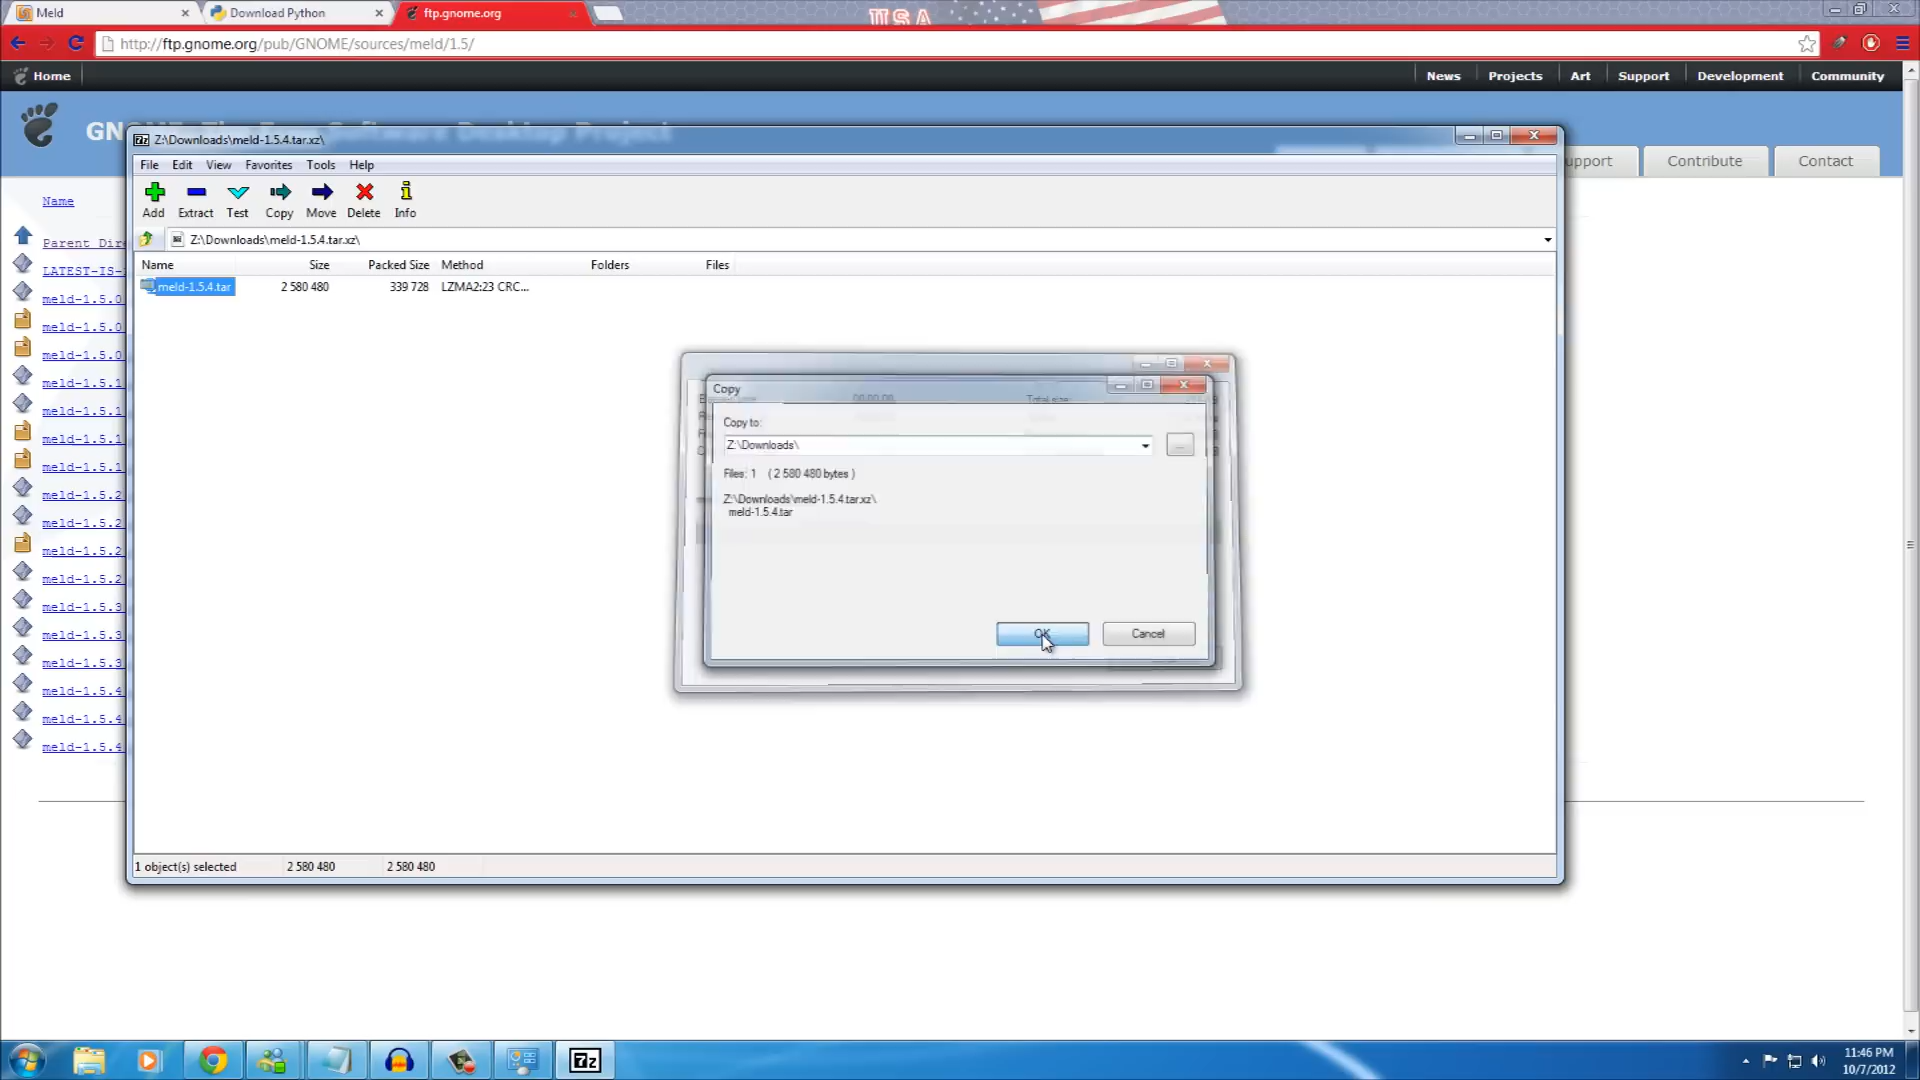 Meld
Download Python
ftp.gnome.org
USA
http://ftp.gnome.org/pub/GNOME/sources/meld/1.5/
Home
News
Projects
Art
Support
Development
Community
Contribute
Contact
Z:\Downloads\meld-1.5.4.tar.xz\
File Edit View Favorites Tools Help
Add Extract Test Copy Move Delete Info
Z:\Downloads\meld-1.5.4.tar.xz\
Name Size Packed Size Method Folders Files
meld-1.5.4.tar 2 580 480 339 728 LZMA2:23 CRC...
Name
Parent Dir
LATEST-IS-
meld-1.5.0
meld-1.5.0
meld-1.5.0
meld-1.5.1
meld-1.5.1
meld-1.5.1
meld-1.5.1
meld-1.5.2
meld-1.5.2
meld-1.5.2
meld-1.5.2
meld-1.5.3
meld-1.5.3
meld-1.5.3
meld-1.5.4
meld-1.5.4
meld-1.5.4
Copy
Copy to:
Z:\Downloads\
...
Files: 1 ( 2 580 480 bytes )
Z:\Downloads\meld-1.5.4.tar.xz\
meld-1.5.4.tar
OK
Cancel
1 object(s) selected 2 580 480 2 580 480
7z
11:46 PM
10/7/2012